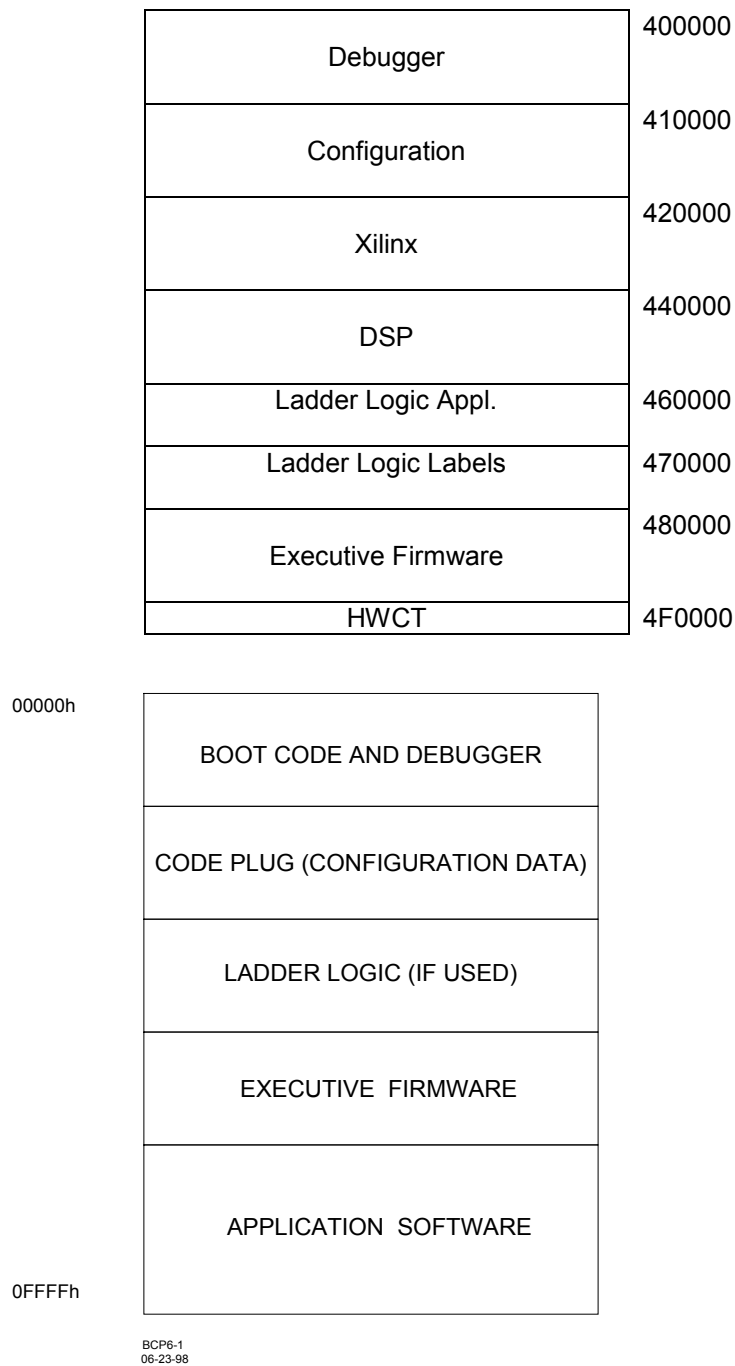 400000
Debugger
410000
Configuration
420000
Xilinx
440000
DSP
Ladder Logic Appl.
460000
Ladder Logic Labels
470000
480000
Executive Firmware
HWCT
4F0000
00000h
BOOT CODE AND DEBUGGER
CODE PLUG (CONFIGURATION DATA)
LADDER LOGIC (IF USED)
EXECUTIVE FIRMWARE
APPLICATION SOFTWARE
0FFFFh
BCP6-1
06-23-98